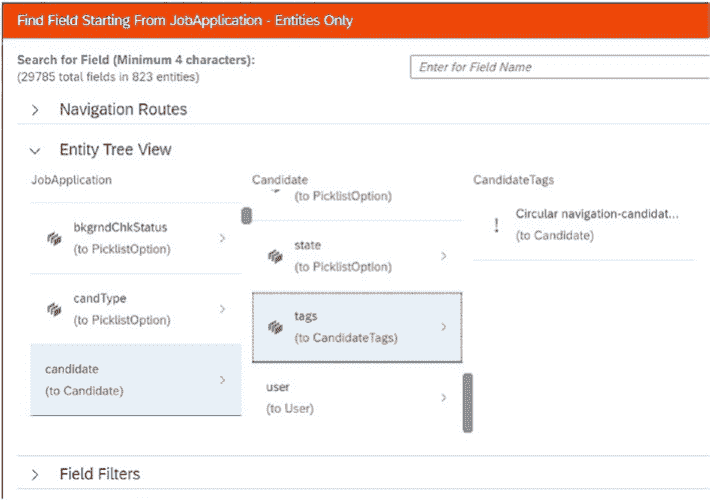 Find Field Starting From JobApplication - Entities Only
Search for Field (Minimum 4 characters):
(29785 total fields in 823 entities)
Enter for Field Name
Navigation Routes
Entity Tree View
JobApplication
bkgrndChkStatus
(to PicklistOption)
candType
(to PicklistOption)
candidate
(to Candidate)
Candidate
(to PicklistOption)
state
(to PicklistOption)
tags
(to CandidateTags)
user
(to User)
CandidateTags
Circular navigation-candidat...
(to Candidate)
Field Filters